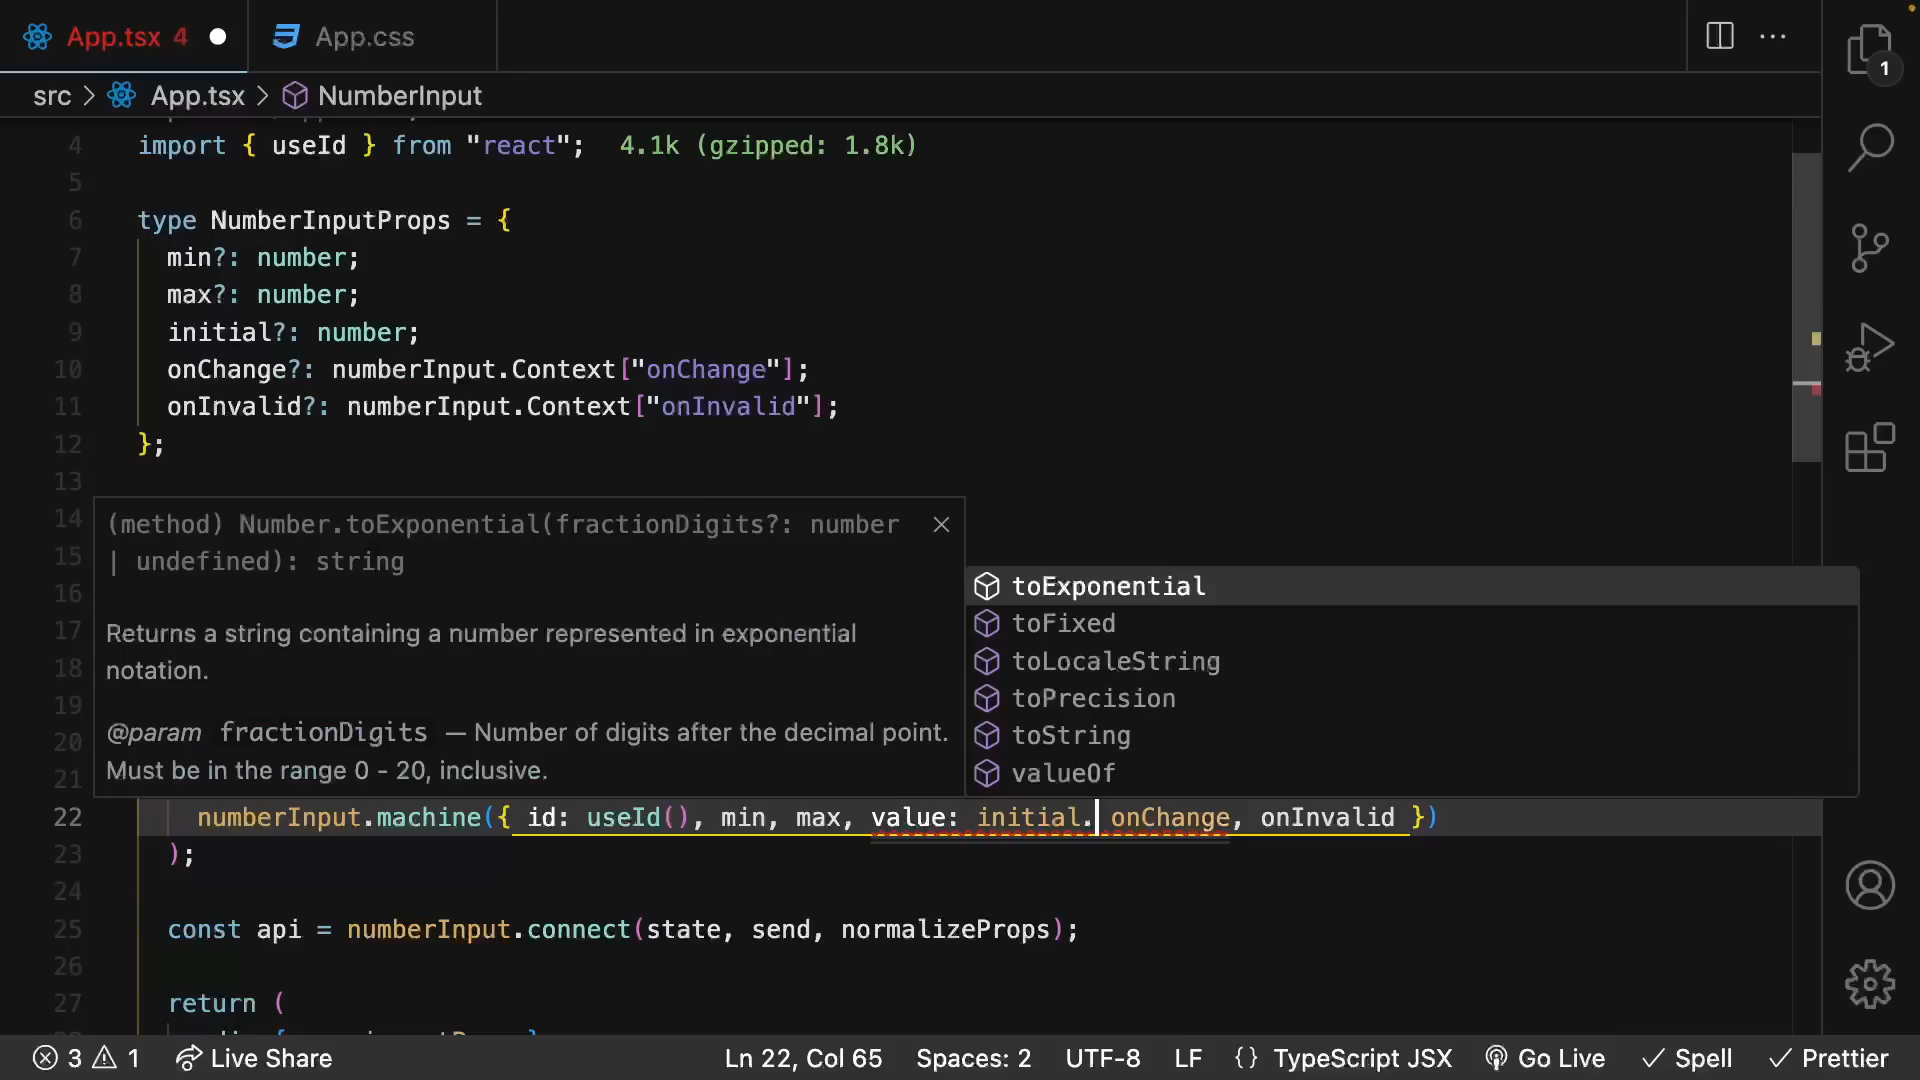 App.tsx 4
App.css
src > App.tsx > NumberInput
1
4 import { useId } from "react"; 4.1k (gzipped: 1.8k)
5
6 type NumberInputProps = {
7 min?: number;
8 max?: number;
9 initial?: number;
10 onChange?: numberInput.Context["onChange"];
11 onInvalid?: numberInput.Context["onInvalid"];
12 };
13
14
15
16
17
18
19
20
21
(method) Number.toExponential(fractionDigits?: number
| undefined): string
Returns a string containing a number represented in exponential
notation.
@param fractionDigits — Number of digits after the decimal point.
Must be in the range 0 - 20, inclusive.
toExponential
toFixed
toLocaleString
toPrecision
toString
valueOf
22 numberInput.machine({ id: useId(), min, max, value: initial. onChange, onInvalid })
23 );
24
25 const api = numberInput.connect(state, send, normalizeProps);
26
27 return (
3 1 Live Share Ln 22, Col 65 Spaces: 2 UTF-8 LF {} TypeScript JSX Go Live Spell Prettier